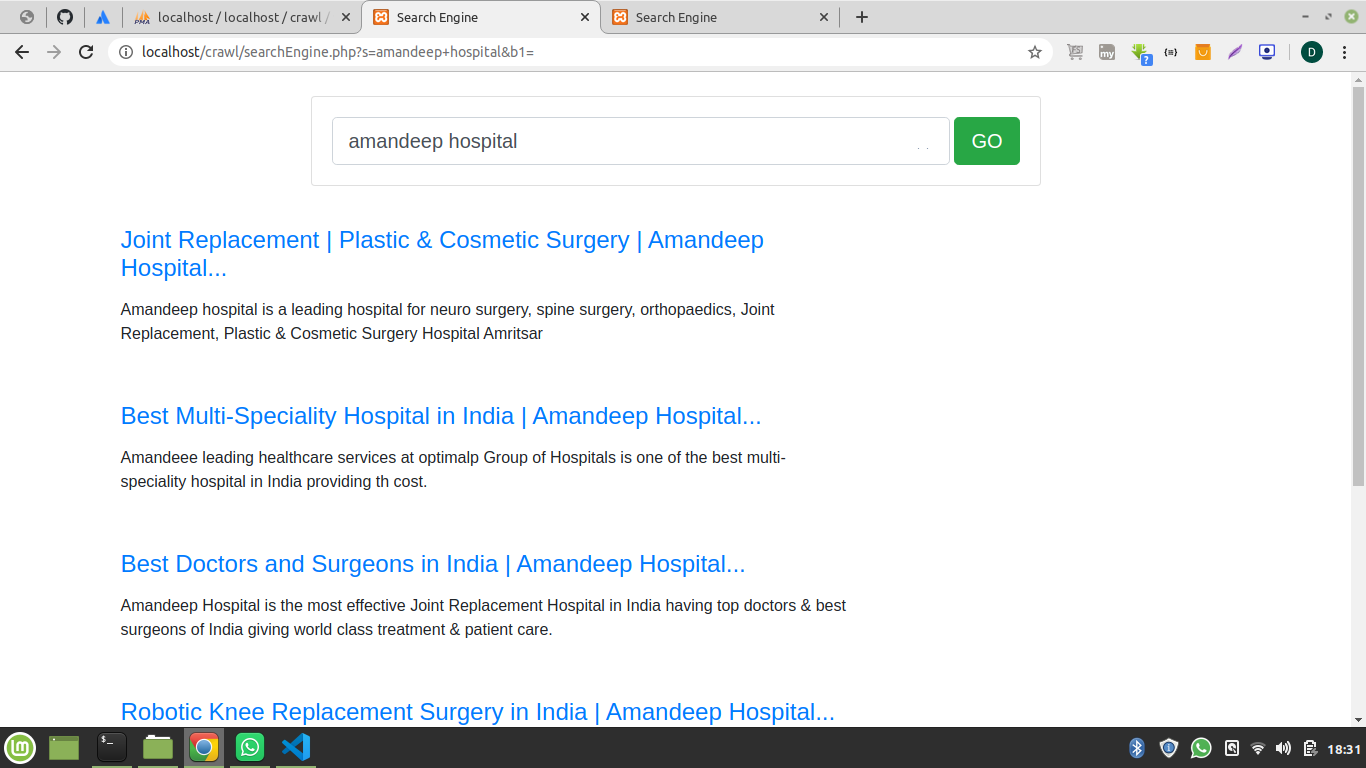 localhost / localhost / crawl /
Search Engine
Search Engine
localhost/crawl/searchEngine.php?s=amandeep+hospital&b1=
my
?
{≡}
D
amandeep hospital
GO
Joint Replacement | Plastic & Cosmetic Surgery | Amandeep
Hospital...
Amandeep hospital is a leading hospital for neuro surgery, spine surgery, orthopaedics, Joint
Replacement, Plastic & Cosmetic Surgery Hospital Amritsar
Best Multi-Speciality Hospital in India | Amandeep Hospital...
Amandeee leading healthcare services at optimalp Group of Hospitals is one of the best multi-
speciality hospital in India providing th cost.
Best Doctors and Surgeons in India | Amandeep Hospital...
Amandeep Hospital is the most effective Joint Replacement Hospital in India having top doctors & best
surgeons of India giving world class treatment & patient care.
Robotic Knee Replacement Surgery in India | Amandeep Hospital...
18:31